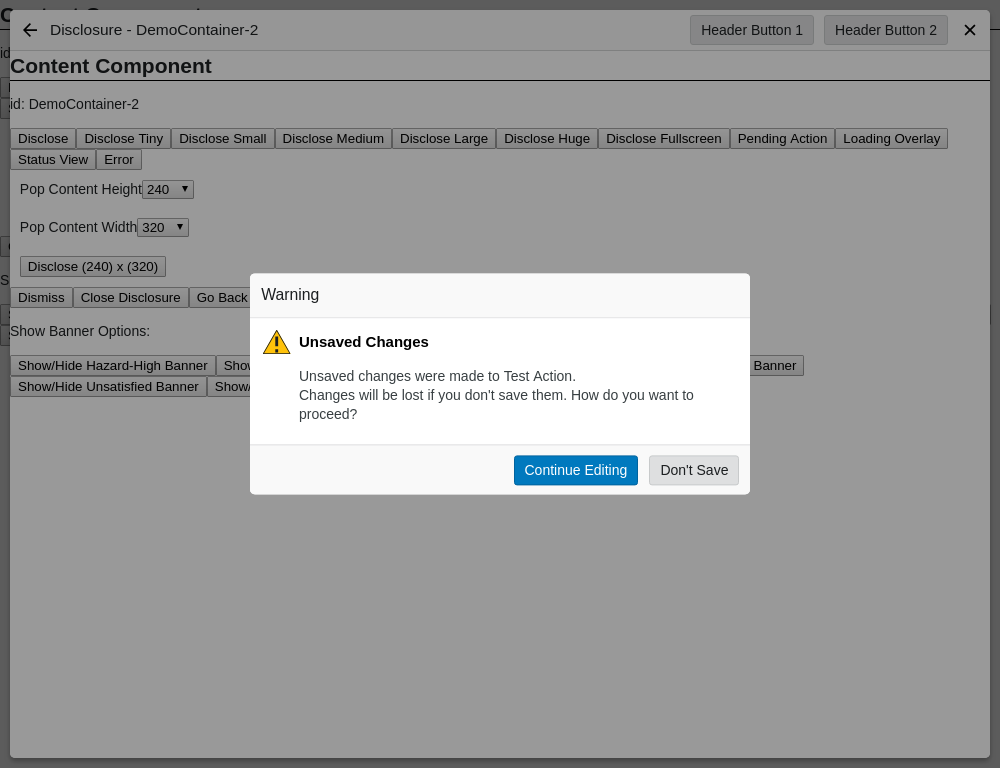 Disclosure - DemoContainer-2 Header Button 1 Header Button 2
Content Component
id: DemoContainer-2
Disclose Disclose Tiny Disclose Small Disclose Medium Disclose Large Disclose Huge Disclose Fullscreen Pending Action Loading Overlay
Status View Error
Pop Content Height 240
Pop Content Width 320
Disclose (240) x (320)
Dismiss Close Disclosure Go Back
Show Banner Options:
Show/Hide Hazard-High Banner Banner
Show/Hide Unsatisfied Banner
Warning
Unsaved Changes
Unsaved changes were made to Test Action.
Changes will be lost if you don't save them. How do you want to
proceed?
Continue Editing Don't Save